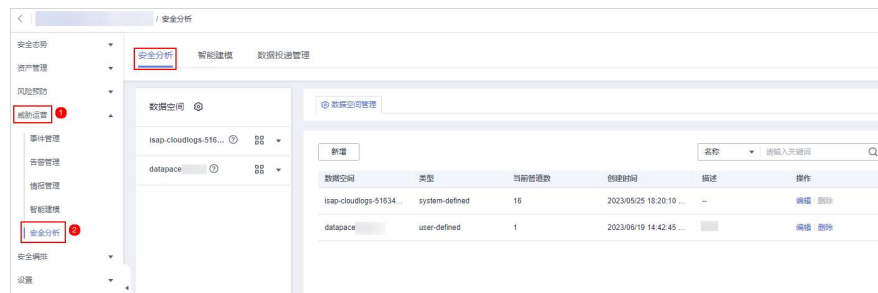 / 安全分析
安全态势
资产管理
风险预防
威胁运营 1
事件管理
告警管理
情报管理
智能建模
安全分析 2
安全编排
设置
安全分析 智能建模 数据投递管理
数据空间
isap-cloudlogs-516...
datapace
数据空间管理
新增
名称 请输入关键词
数据空间 类型 当前管道数 创建时间 描述 操作
isap-cloudlogs-51634... system-defined 16 2023/05/25 18:20:10 ... -- 编辑 删除
datapace user-defined 1 2023/06/19 14:42:45 ... 编辑 删除